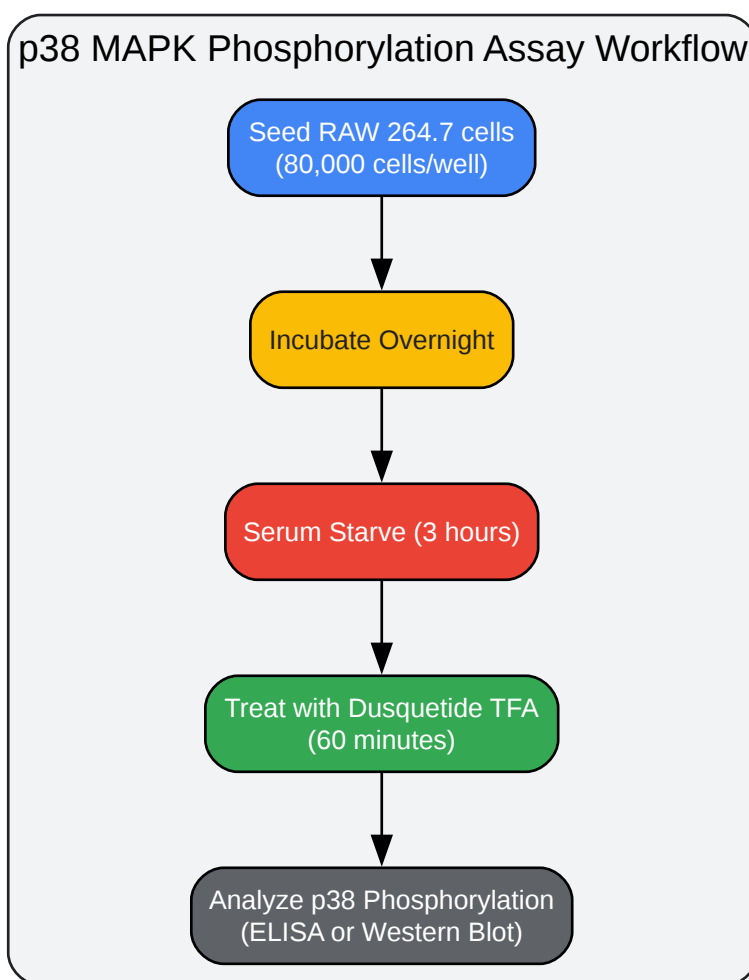 p38 MAPK Phosphorylation Assay Workflow
Seed RAW 264.7 cells
(80,000 cells/well)
Incubate Overnight
Serum Starve (3 hours)
Treat with Dusquetide TFA
(60 minutes)
Analyze p38 Phosphorylation
(ELISA or Western Blot)